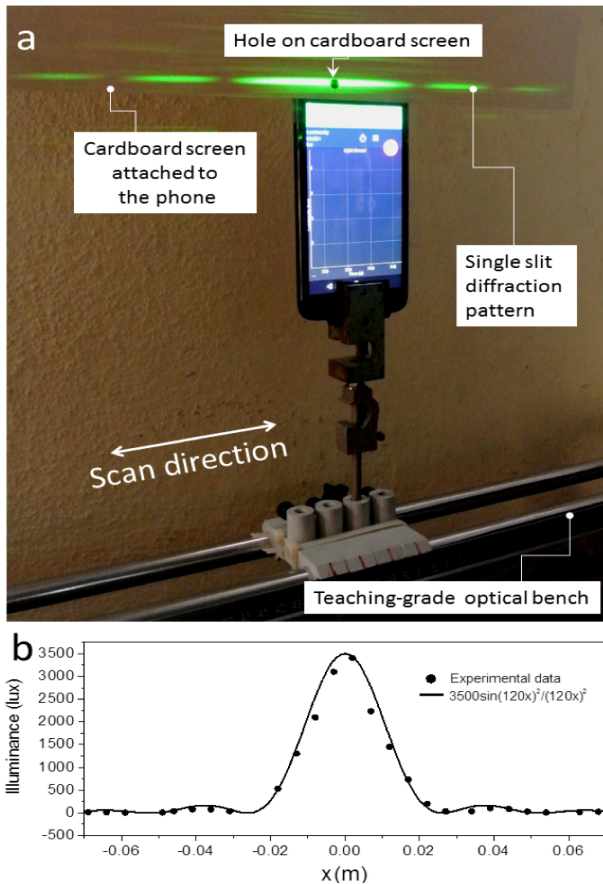 a
Hole on cardboard screen
Cardboard screen
attached to
the phone
Single slit
diffraction
pattern
Scan direction
Teaching-grade optical bench
b
3500
3000
2500
2000
1500
1000
500
0
-500
Illuminance (lux)
Experimental data
3500sin(120x)²/(120x)²
-0.06 -0.04 -0.02 0.00 0.02 0.04 0.06
x (m)